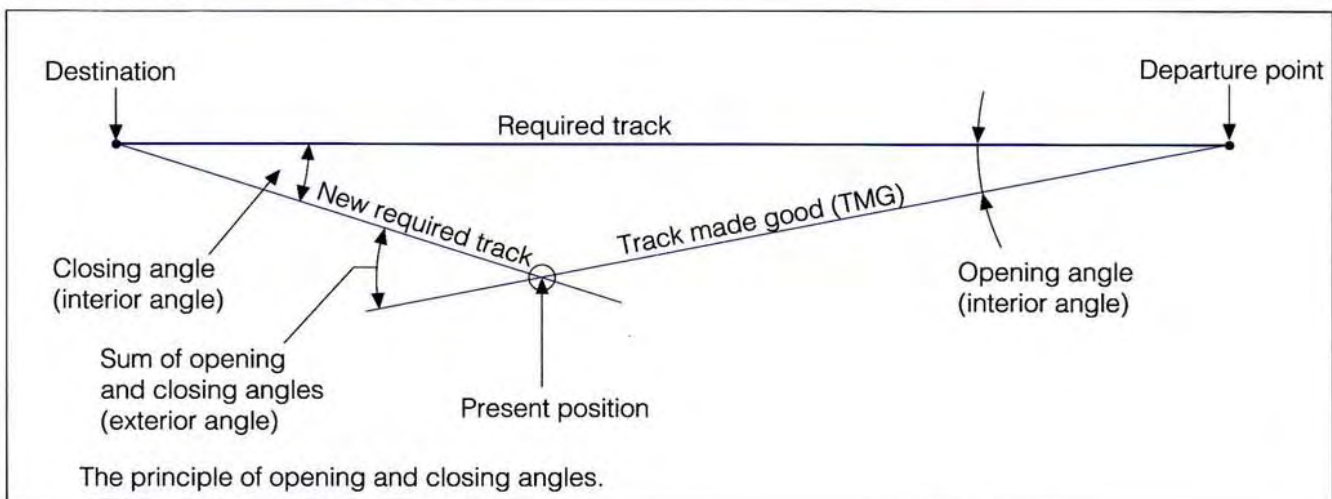 Destination
Departure point
Required track
New required track
Track made good (TMG)
Closing angle
(interior angle)
Opening angle
(interior angle)
Sum of opening
and closing angles
(exterior angle)
Present position
The principle of opening and closing angles.